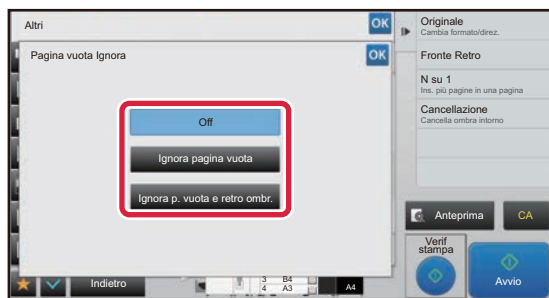 Altri
OK
Pagina vuota Ignora
OK
Off
Ignora pagina vuota
Ignora p. vuota e retro ombr.
Originale
Cambia formato/direz.
Fronte Retro
N su 1
Ins. più pagine in una pagina
Cancellazione
Cancella ombra intorno
Anteprima
CA
Verif
stampa
Avvio
Indietro
3 B4
4 A3
A4